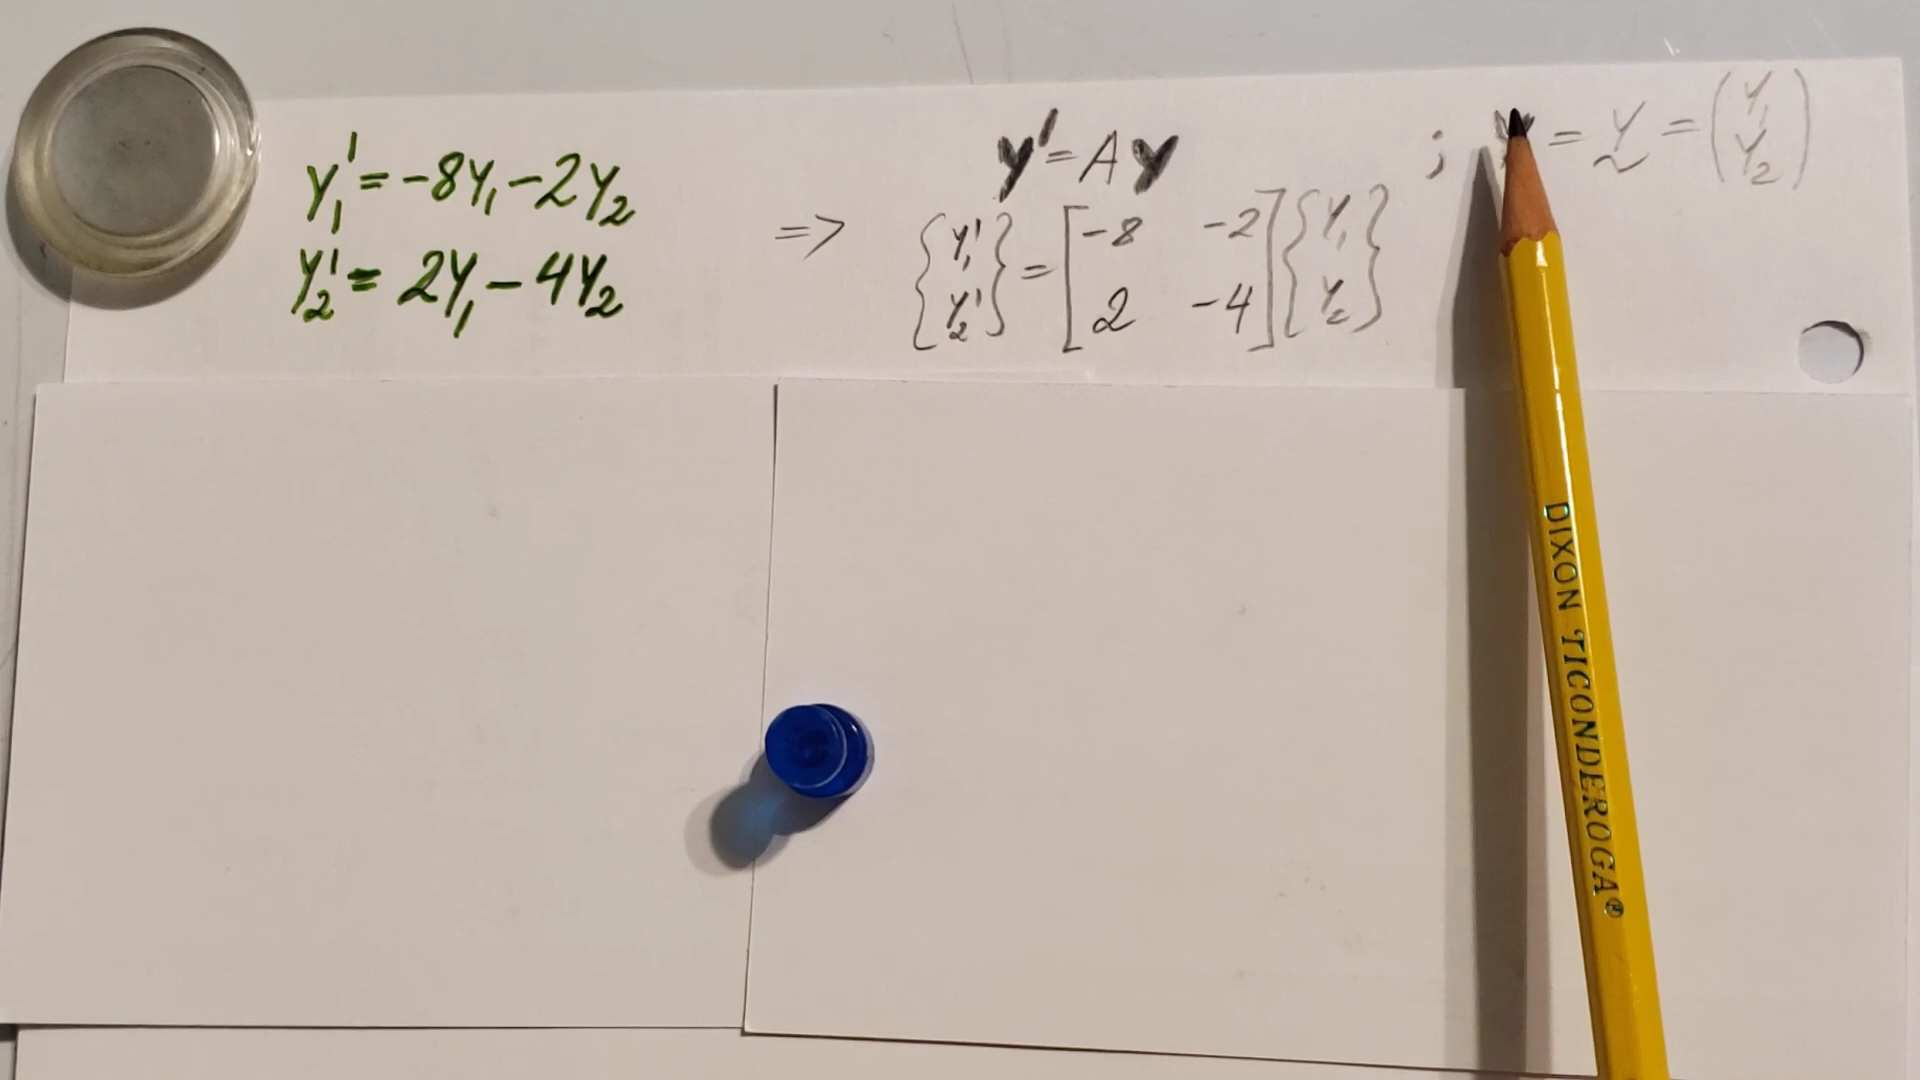 y₁' = -8y₁ - 2y₂
y₂' = 2y₁ - 4y₂
=>
y' = Ay
{y₁' y₂'} = [-8 -2 2 -4] {y₁ y₂}
; y = y = (y₁ y₂)
DIXON TICONDEROGA®